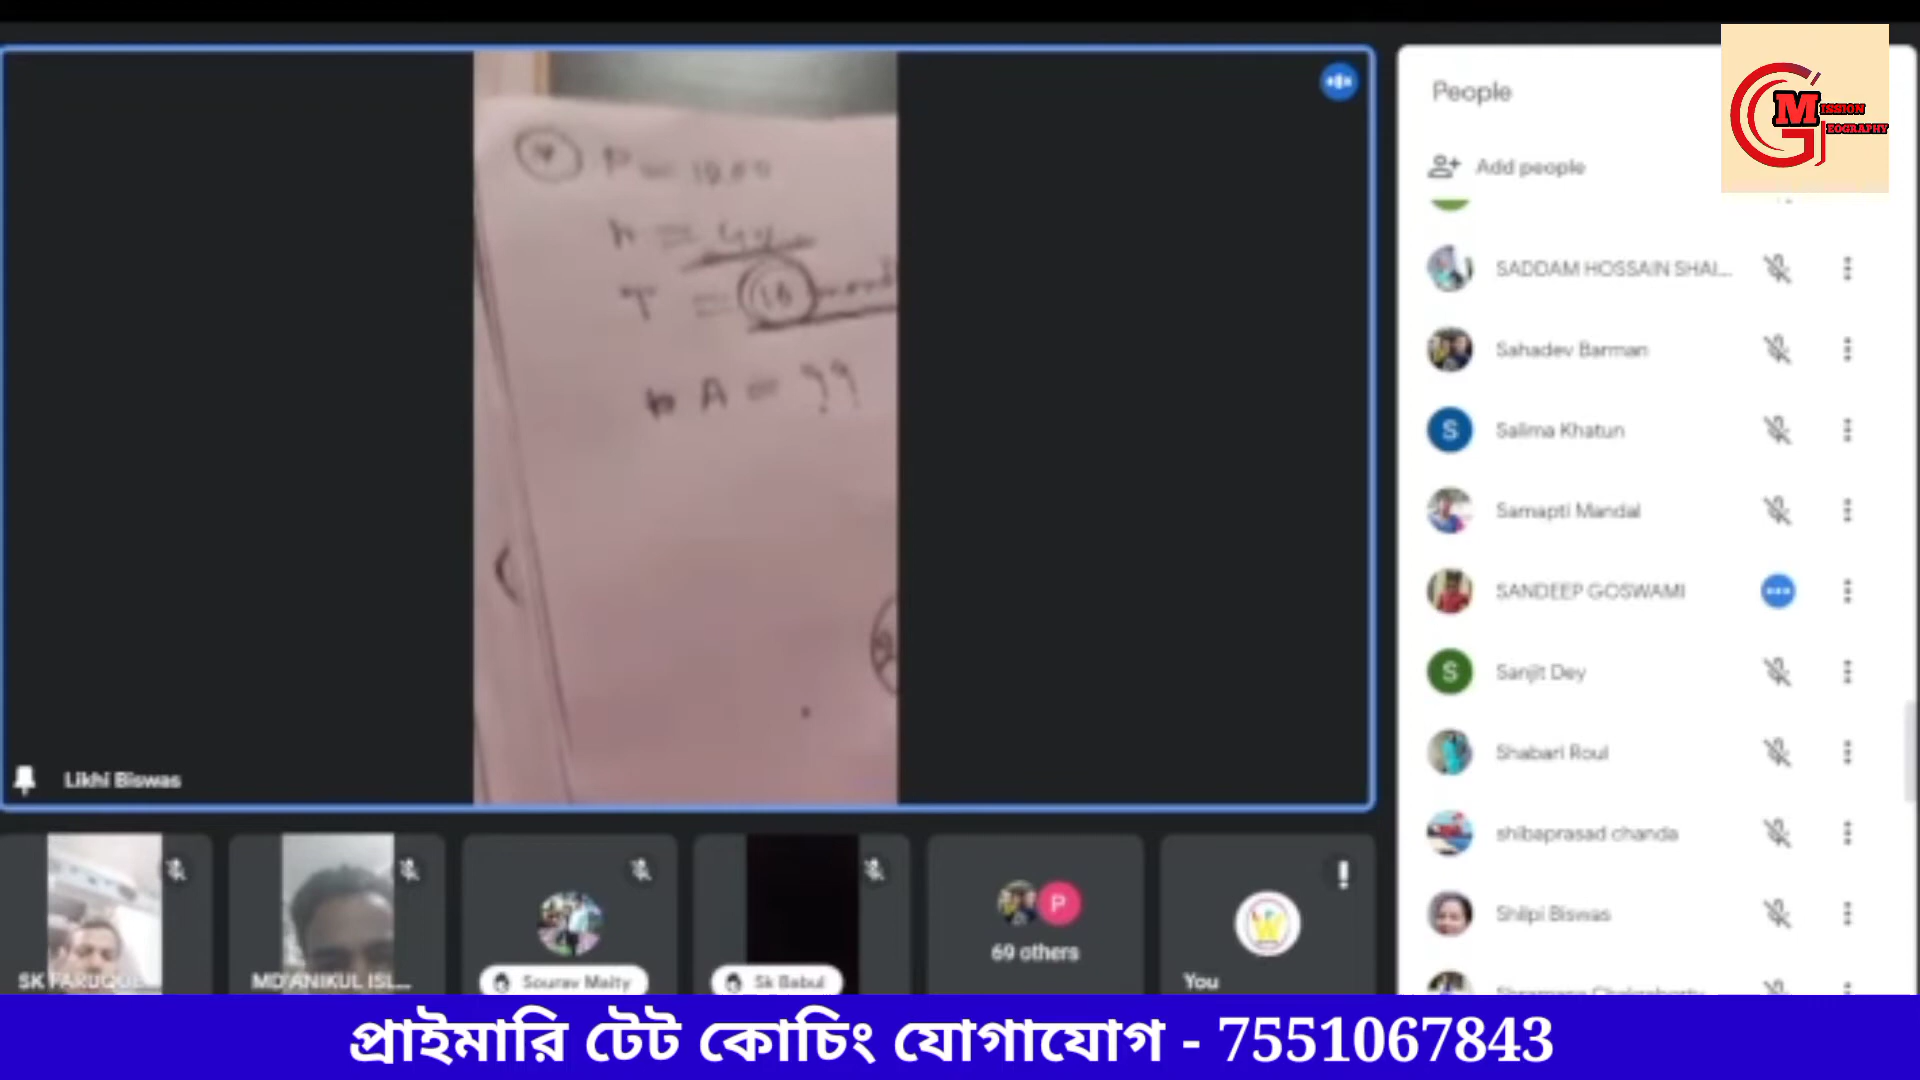 People
MISSION
GEOGRAPHY
Add people
SADDAM HOSSAIN SHAI...
Sahadev Barman
Salima Khatun
Samapti Mandal
SANDEEP GOSWAMI
Sanjit Dey
Shabari Roul
shibaprasad chanda
Shilpi Biswas
P =
T =
A = ??
Likhi Biswas
SK FARUQUE
MD ANIKUL ISL...
Sourav Maity
Sk Babul
69 others
You
প্রাইমারি টেট কোচিং যোগাযোগ - 7551067843